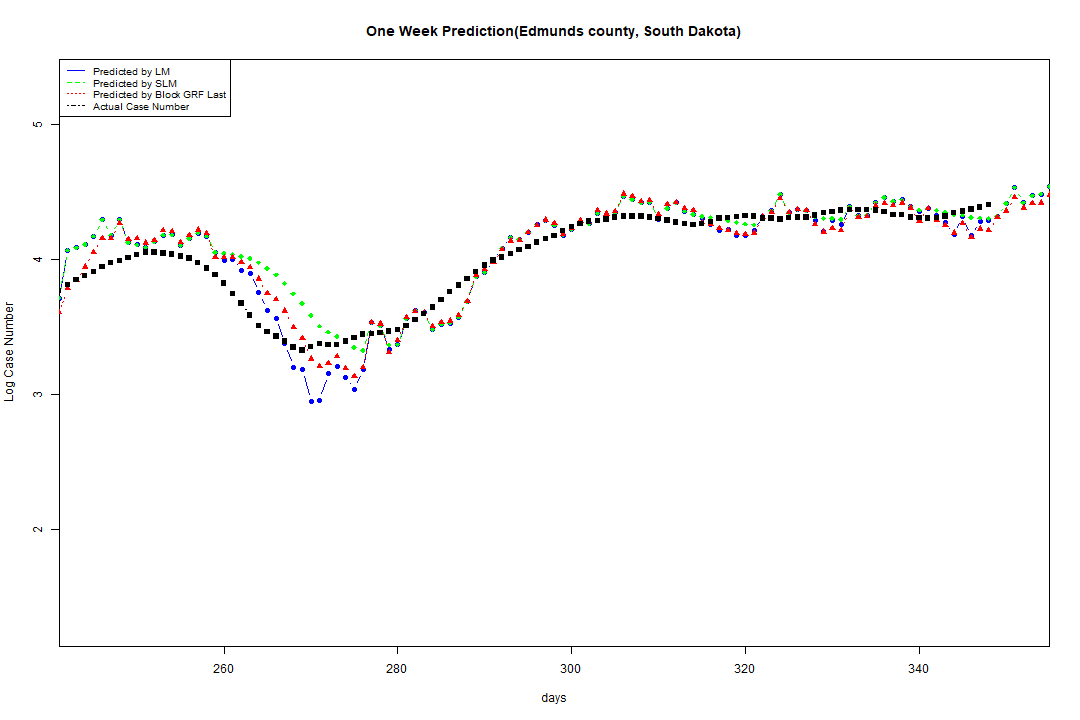 One Week Prediction(Edmunds county, South Dakota)
Predicted by LM
Predicted by SLM
Predicted by Block GRF Last
Actual Case Number
5
4
3
2
Log Case Number
260 280 300 320 340
days